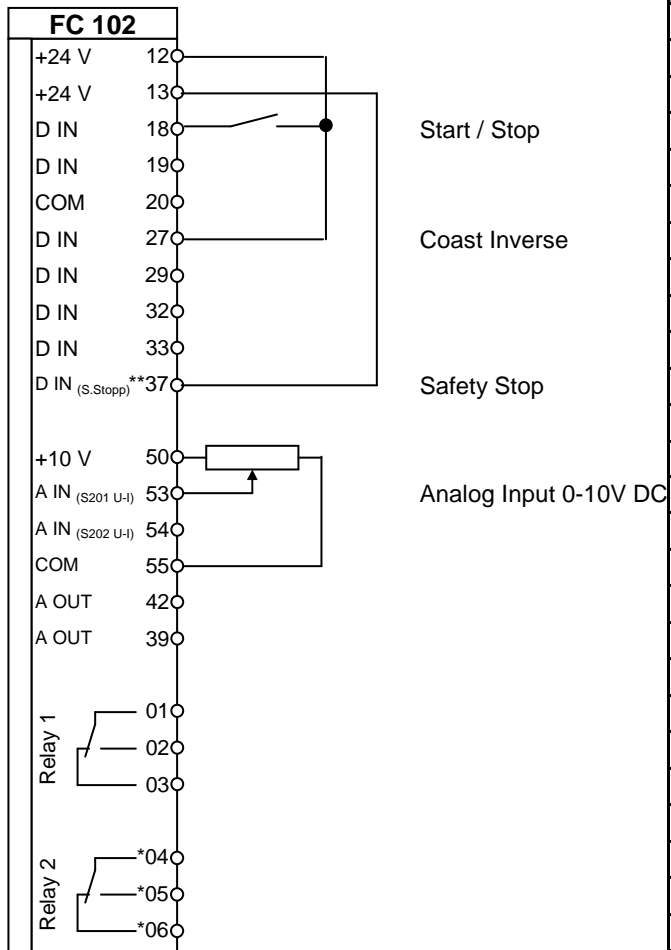 FC 102
+24 V 12
+24 V 13
D IN 18 Start / Stop
D IN 19
COM 20
D IN 27 Coast Inverse
D IN 29
D IN 32
D IN 33
D IN (S.Stopp)**37 Safety Stop
+10 V 50
A IN (S201 U-I) 53 Analog Input 0-10V DC
A IN (S202 U-I) 54
COM 55
A OUT 42
A OUT 39
Relay 1
01
02
03
Relay 2
*04
*05
*06